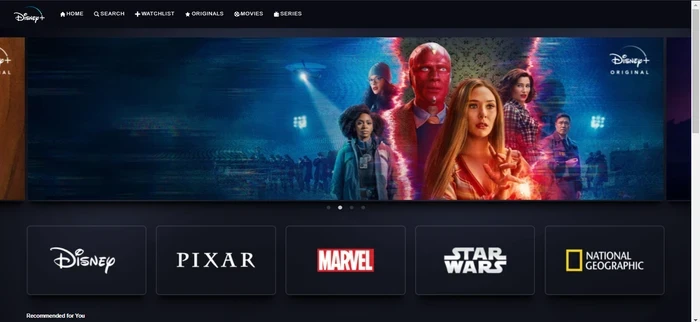 Disney+ HOME SEARCH WATCHLIST ORIGINALS MOVIES SERIES
Disney+
ORIGINAL
Disney PIXAR MARVEL STAR WARS NATIONAL GEOGRAPHIC
Recommended for You